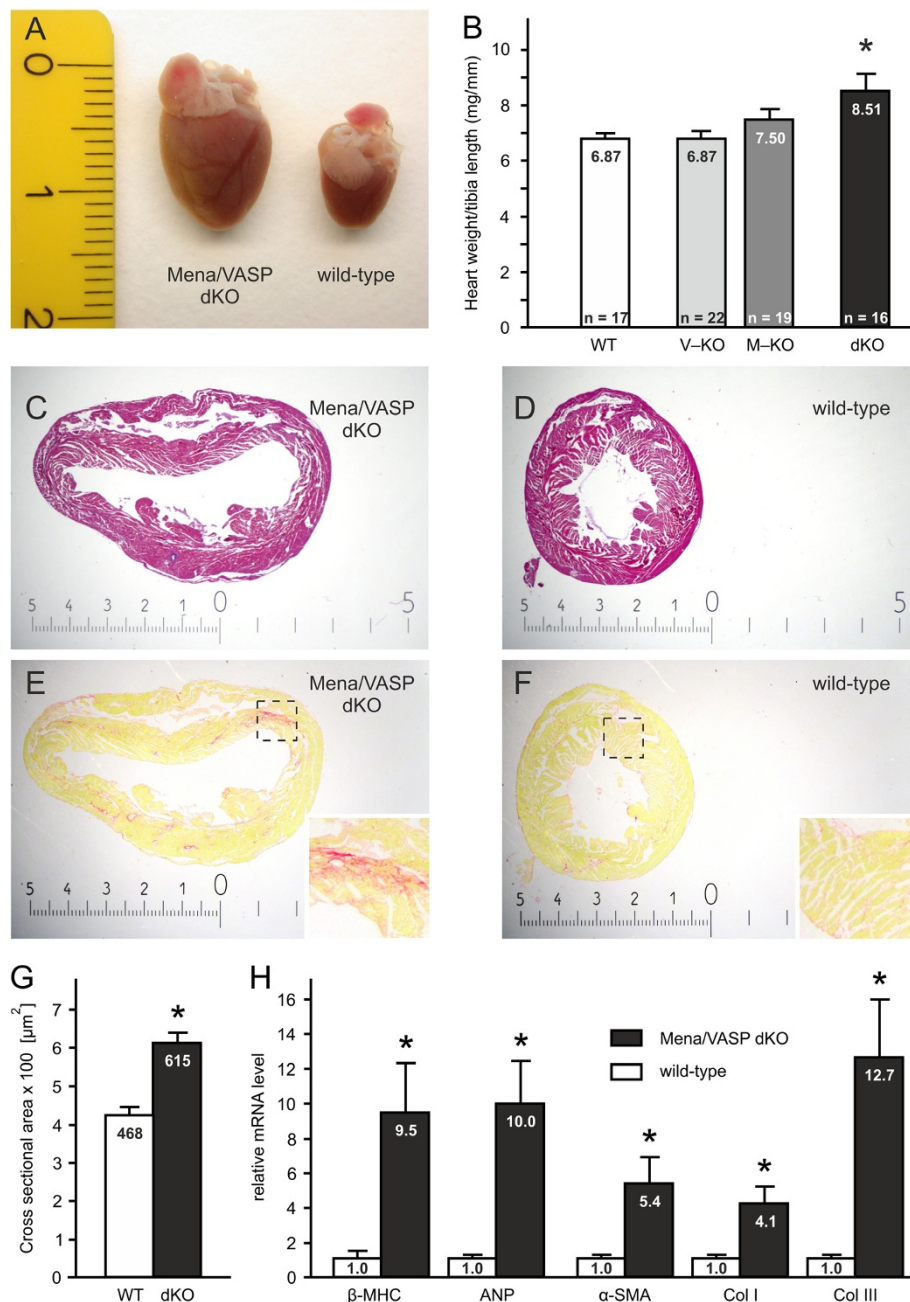 A
0
1
2
Mena/VASP
dKO
wild-type
B
Heart weight/tibia length (mg/mm)
10
8
6
4
2
0
6.87
6.87
7.50
8.51
*
n = 17
n = 22
n = 19
n = 16
WT
V–KO
M–KO
dKO
C
Mena/VASP
dKO
5 4 3 2 1 0 5
D
wild-type
5 4 3 2 1 0 5
E
Mena/VASP
dKO
5 4 3 2 1 0
F
wild-type
5 4 3 2 1 0
G
Cross sectional area x 100 [µm²]
7
6
5
4
3
2
1
0
468
615
*
WT dKO
H
relative mRNA level
16
14
12
10
8
6
4
2
0
Mena/VASP dKO
wild-type
1.0
9.5
*
1.0
10.0
*
1.0
5.4
*
1.0
4.1
*
1.0
12.7
*
β-MHC
ANP
α-SMA
Col I
Col III